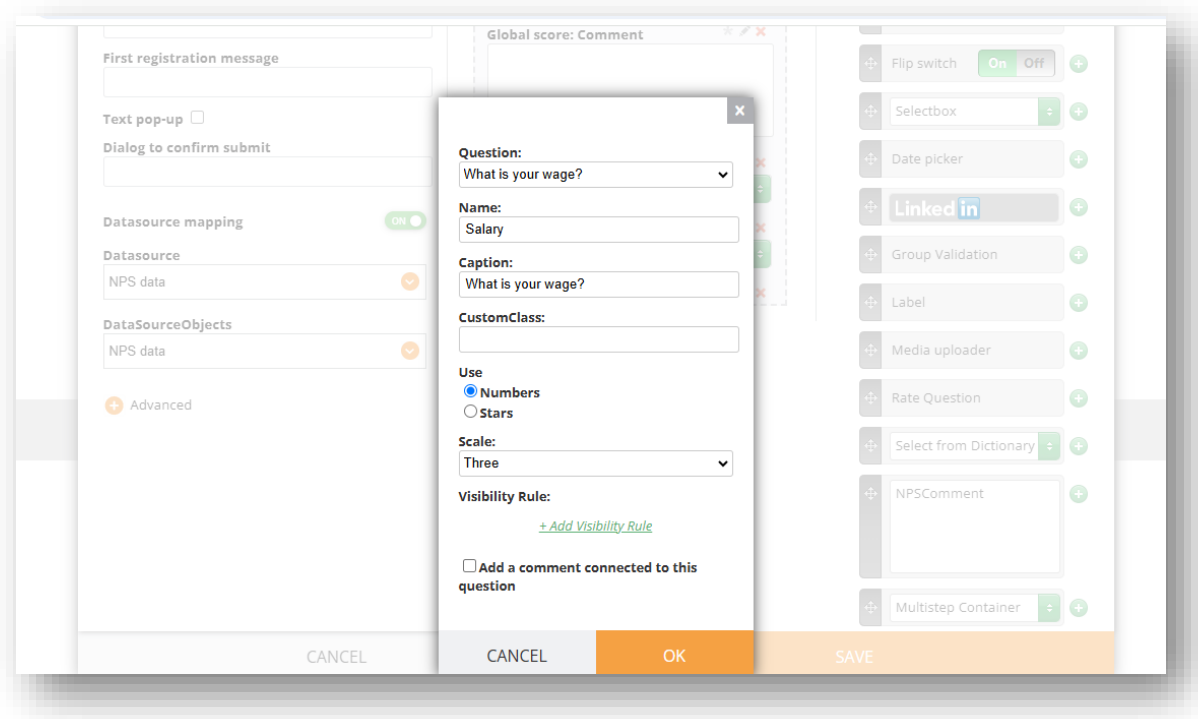 First registration message
Text pop-up
Dialog to confirm submit
Datasource mapping
ON
Datasource
NPS data
DataSourceObjects
NPS data
Advanced
Global score: Comment
Question:
What is your wage?
Name:
Salary
Caption:
What is your wage?
CustomClass:
Use
Numbers
Stars
Scale:
Three
Visibility Rule:
+ Add Visibility Rule
Add a comment connected to this
question
CANCEL
OK
Flip switch
On Off
Selectbox
Date picker
Linked in
Group Validation
Label
Media uploader
Rate Question
Select from Dictionary
NPSComment
Multistep Container
CANCEL
SAVE